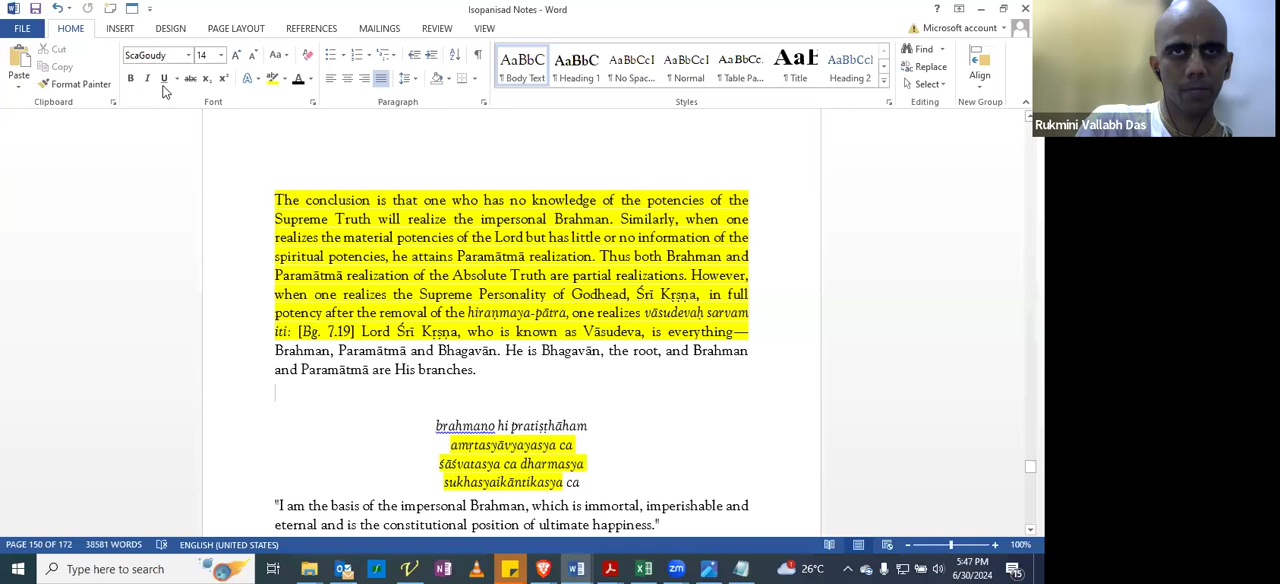 Isopanisad Notes - Word
FILE HOME INSERT DESIGN PAGE LAYOUT REFERENCES MAILINGS REVIEW VIEW Microsoft account
Paste
Cut
Copy
Format Painter
Clipboard
ScaGoudy 14
Font
Paragraph
AaBbC AaBbC AaBbCcI AaBbCcI AaBbCc. AaB AaBbCc
¶ Body Text ¶ Heading 1 ¶ No Spac... ¶ Normal ¶ Table Pa... ¶ Title Heading 2
Styles
Find
Replace
Select
Editing
Align
New Group
Rukmini Vallabh Das
The conclusion is that one who has no knowledge of the potencies of the
Supreme Truth will realize the impersonal Brahman. Similarly, when one
realizes the material potencies of the Lord but has little or no information of the
spiritual potencies, he attains Paramātmā realization. Thus both Brahman and
Paramātmā realization of the Absolute Truth are partial realizations. However,
when one realizes the Supreme Personality of Godhead, Śrī Kṛṣṇa, in full
potency after the removal of the hiraṇmaya-pātra, one realizes vāsudevaḥ sarvam
iti: [Bg. 7.19] Lord Śrī Kṛṣṇa, who is known as Vāsudeva, is everything—
Brahman, Paramātmā and Bhagavān. He is Bhagavān, the root, and Brahman
and Paramātmā are His branches.
brahmano hi pratiṣṭhāham
amṛtasyāvyayasya ca
śāśvatasya ca dharmasya
sukhasyaikāntikasya ca
"I am the basis of the impersonal Brahman, which is immortal, imperishable and
eternal and is the constitutional position of ultimate happiness."
PAGE 150 OF 172 38581 WORDS ENGLISH (UNITED STATES) 100%
Type here to search
26°C
5:47 PM
6/30/2024
15